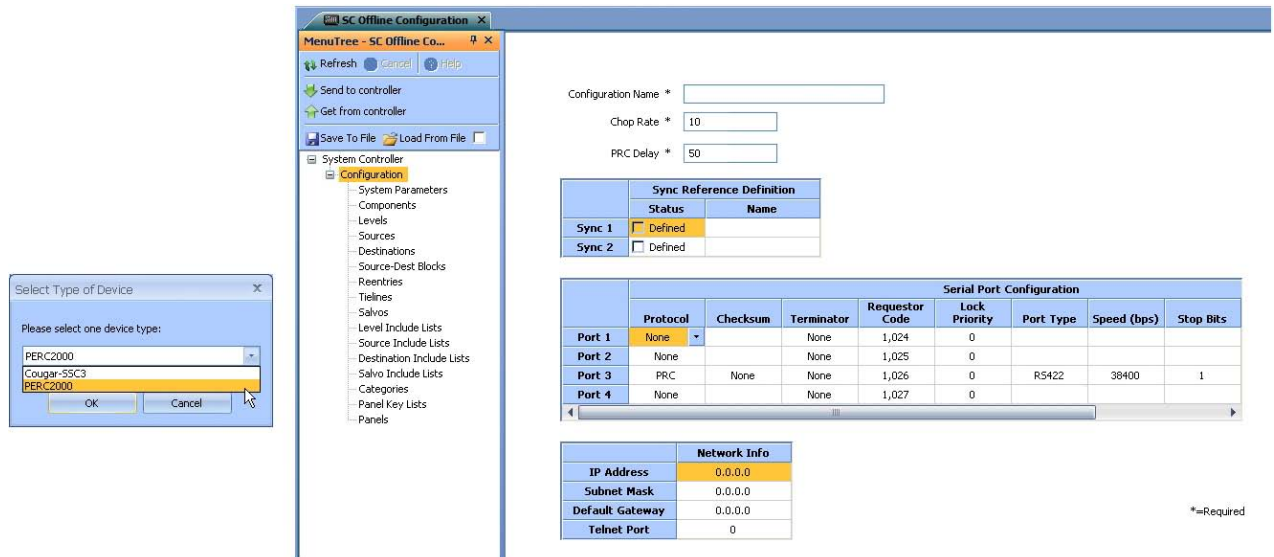 Select Type of Device X
Please select one device type:
PERC2000
Cougar-SSC3
PERC2000
OK Cancel
SC Offline Configuration X
MenuTree - SC Offline Co... X
Refresh Cancel Help
Send to controller
Get from controller
Save To File Load From File
System Controller
Configuration
System Parameters
Components
Levels
Sources
Destinations
Source-Dest Blocks
Reentries
Tielines
Salvos
Level Include Lists
Source Include Lists
Destination Include Lists
Salvo Include Lists
Categories
Panel Key Lists
Panels
Configuration Name *
Chop Rate * 10
PRC Delay * 50
Sync Reference Definition
Status Name
Sync 1 Defined
Sync 2 Defined
Serial Port Configuration
Protocol Checksum Terminator Requestor Code Lock Priority Port Type Speed (bps) Stop Bits
Port 1 None None 1,024 0
Port 2 None None 1,025 0
Port 3 PRC None None 1,026 0 RS422 38400 1
Port 4 None None 1,027 0
Network Info
IP Address 0.0.0.0
Subnet Mask 0.0.0.0
Default Gateway 0.0.0.0
Telnet Port 0
*=Required